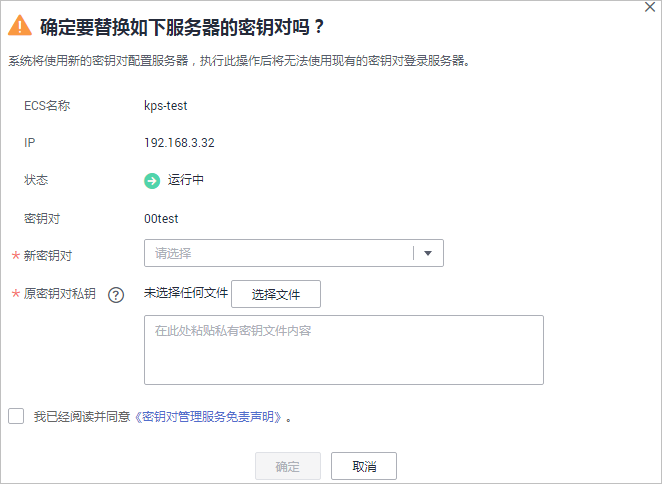 确定要替换如下服务器的密钥对吗？
系统将使用新的密钥对配置服务器，执行此操作后将无法使用现有的密钥对登录服务器。
ECS名称 kps-test
IP 192.168.3.32
状态 运行中
密钥对 00test
* 新密钥对 请选择
* 原密钥对私钥 ? 未选择任何文件 选择文件
在此处粘贴私有密钥文件内容
我已经阅读并同意《密钥对管理服务免责声明》。
确定 取消